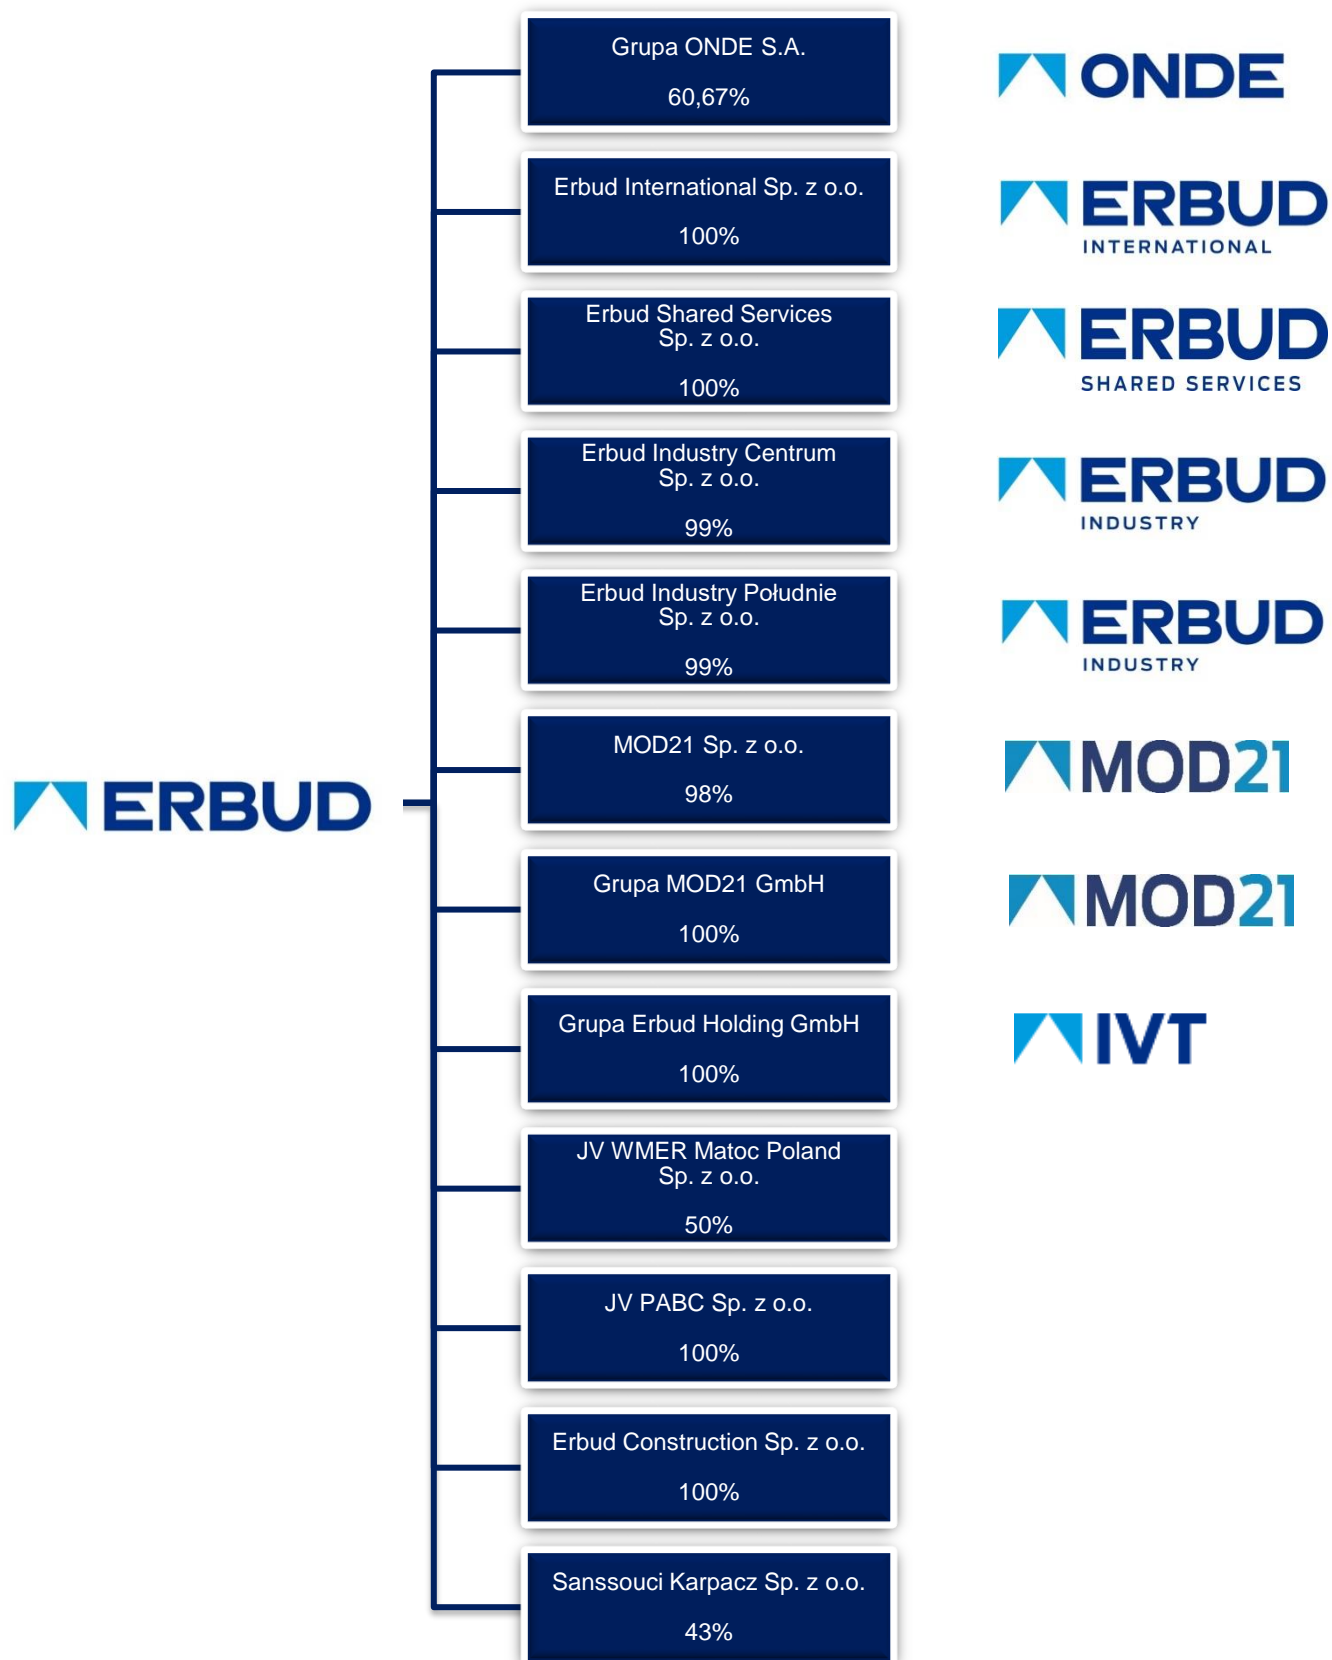 Grupa ONDE S.A.
60,67%
ONDE
Erbud International Sp. z o.o.
100%
ERBUD
INTERNATIONAL
Erbud Shared Services
Sp. z o.o.
100%
ERBUD
SHARED SERVICES
Erbud Industry Centrum
Sp. z o.o.
99%
ERBUD
INDUSTRY
Erbud Industry Południe
Sp. z o.o.
99%
ERBUD
INDUSTRY
MOD21 Sp. z o.o.
98%
MOD21
ERBUD
Grupa MOD21 GmbH
100%
MOD21
Grupa Erbud Holding GmbH
100%
IVT
JV WMER Matoc Poland
Sp. z o.o.
50%
JV PABC Sp. z o.o.
100%
Erbud Construction Sp. z o.o.
100%
Sanssouci Karpacz Sp. z o.o.
43%